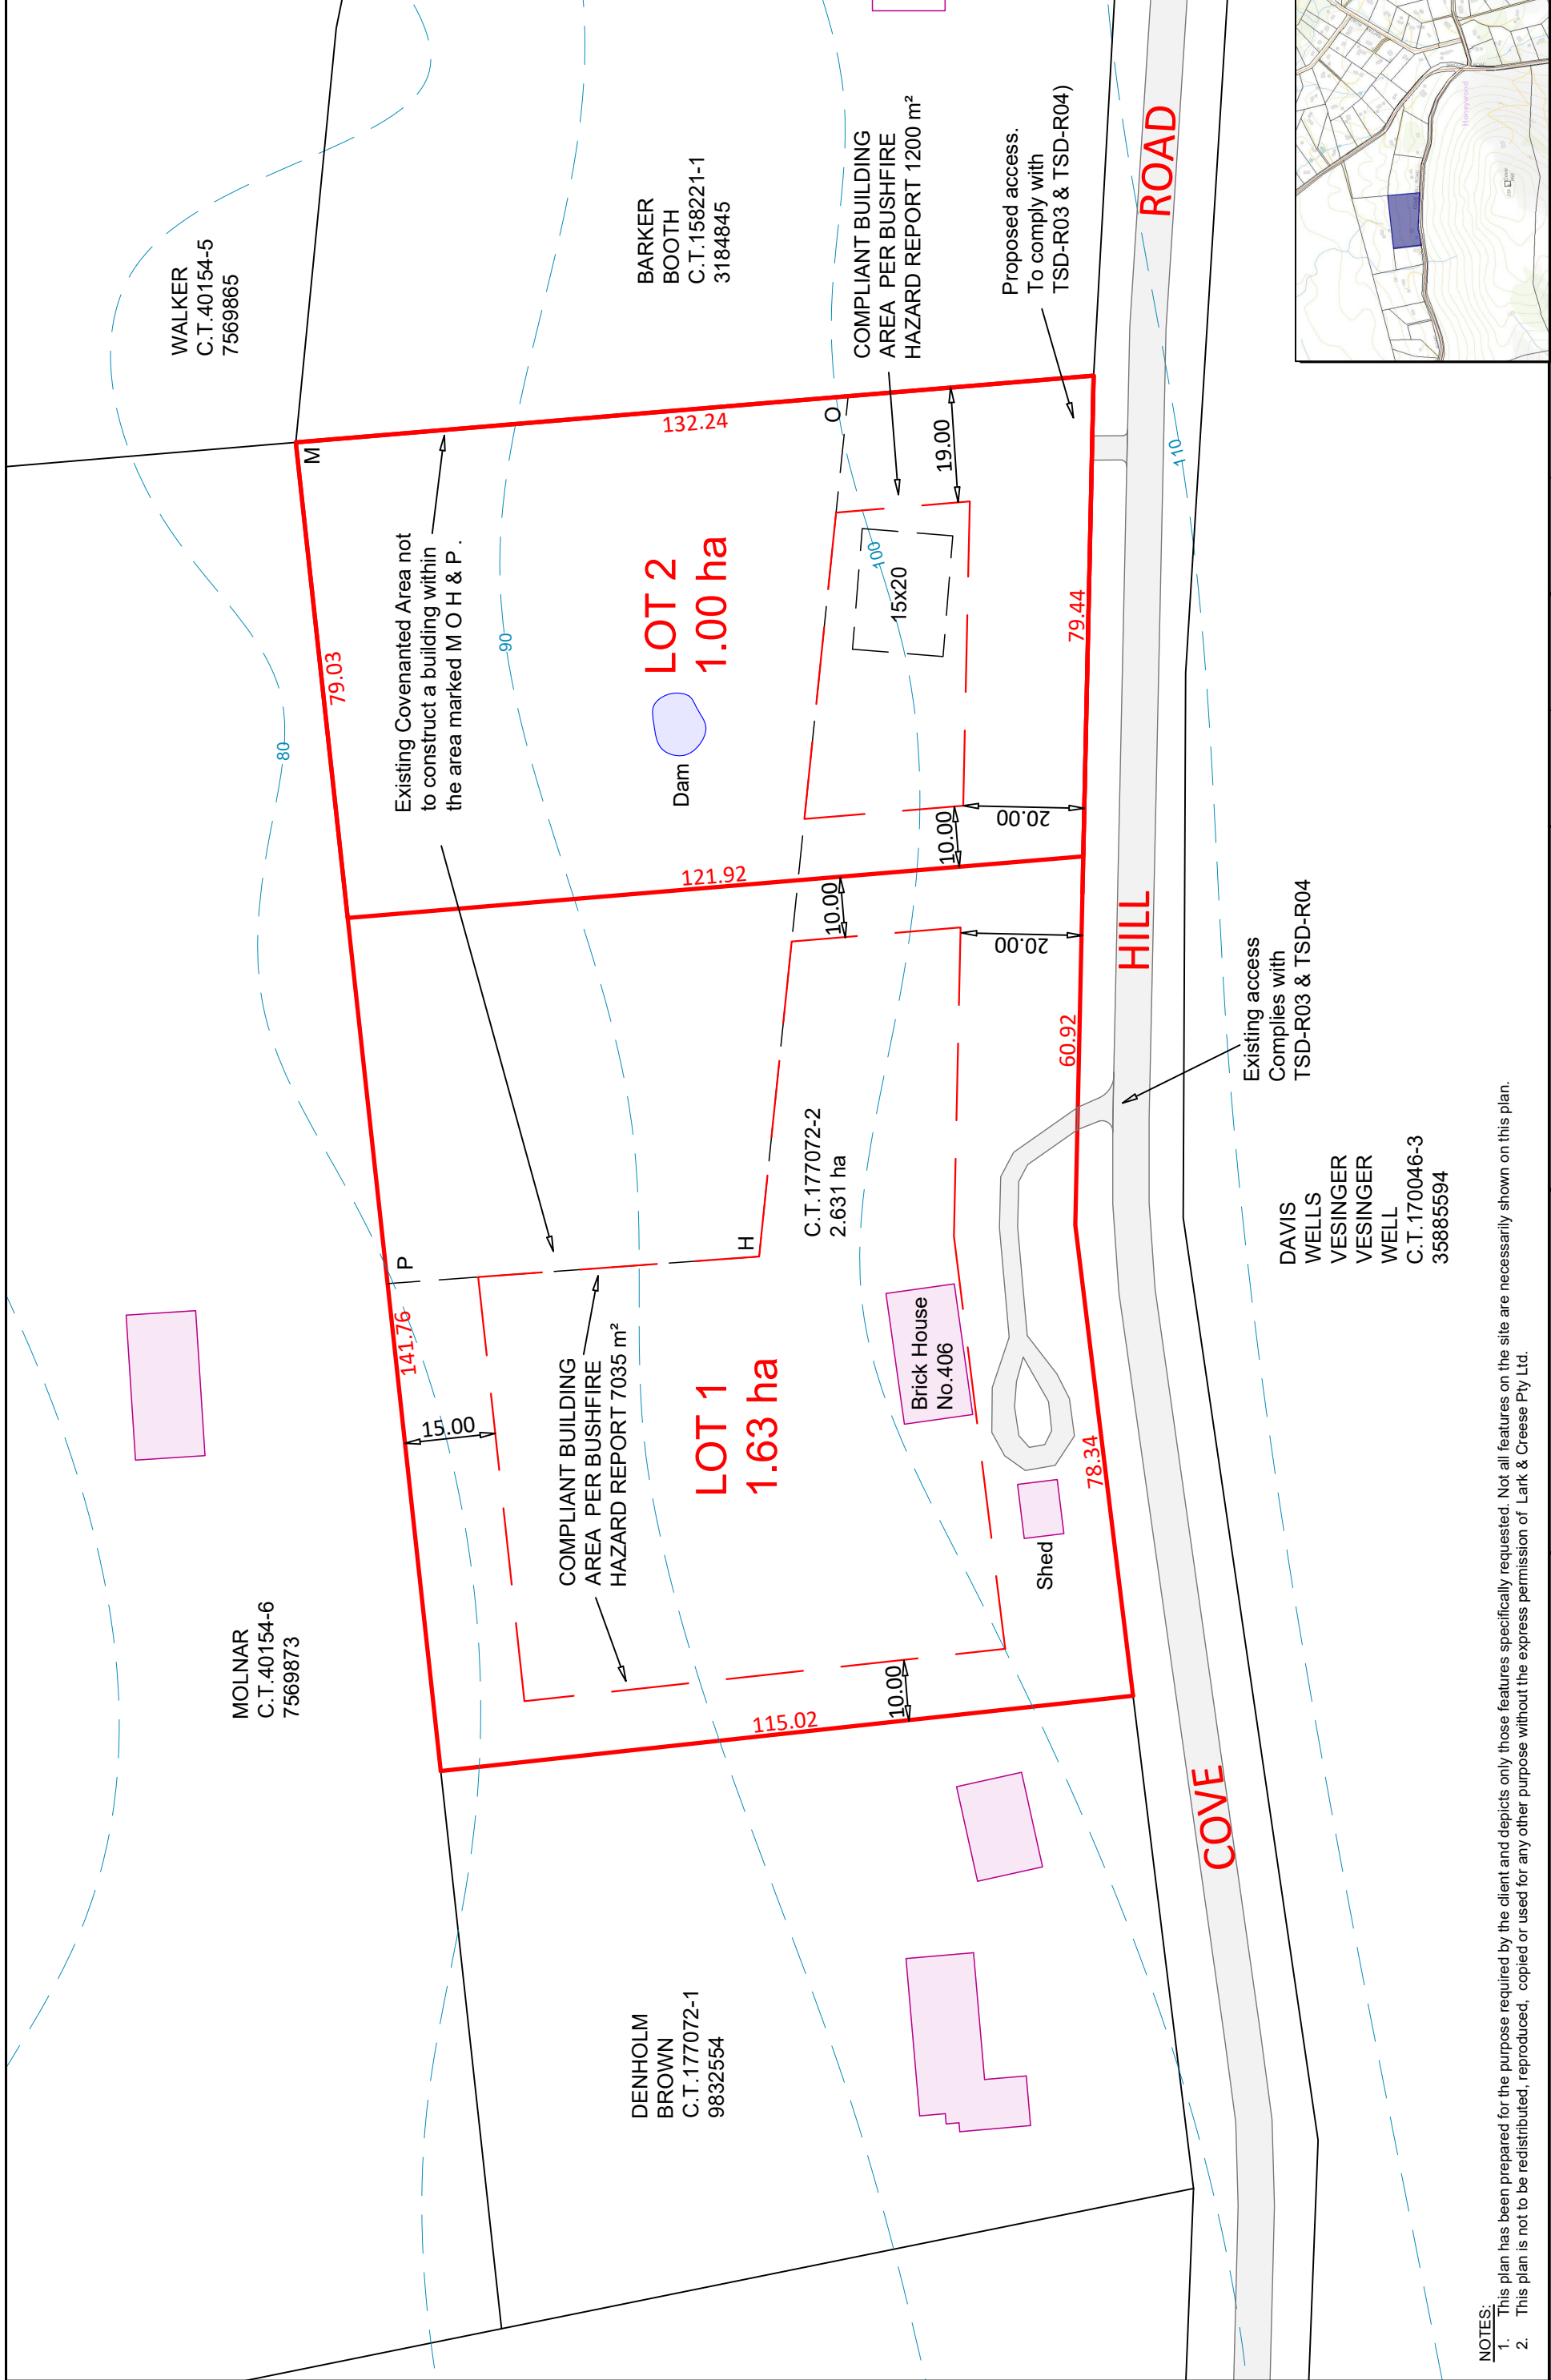 MOLNAR
C.T.40154-6
7569873
WALKER
C.T.40154-5
7569865
DENHOLM
BROWN
C.T.177072-1
9832554
BARKER
BOOTH
C.T.158221-1
3184845
80
90
100
110
79.03
141.76
132.24
121.92
115.02
79.44
60.92
78.34
M
O
P
H
Existing Covenanted Area not
to construct a building within
the area marked M O H & P .
15.00
COMPLIANT BUILDING
AREA  PER BUSHFIRE
HAZARD REPORT 7035 m²
LOT 1
1.63 ha
C.T.177072-2
2.631 ha
Brick House
No.406
Shed
10.00
10.00
20.00
LOT 2
1.00 ha
Dam
15x20
COMPLIANT BUILDING
AREA  PER BUSHFIRE
HAZARD REPORT 1200 m²
19.00
10.00
20.00
Proposed access.
To comply with
TSD-R03 & TSD-R04)
COVE
HILL
ROAD
Existing access
Complies with
TSD-R03 & TSD-R04
DAVIS
WELLS
VESINGER
VESINGER
WELL
C.T.170046-3
35885594
Honeywood
NOTES:
1. This plan has been prepared for the purpose required by the client and depicts only those features specifically requested. Not all features on the site are necessarily shown on this plan.
2. This plan is not to be redistributed, reproduced, copied or used for any other purpose without the express permission of Lark & Creese Pty Ltd.